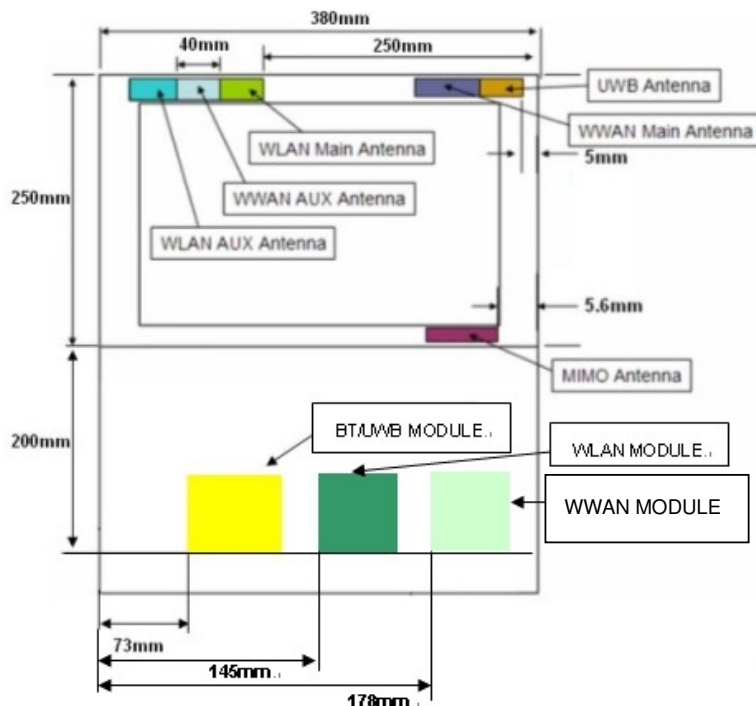 380mm
40mm
250mm
UWB Antenna
WWAN Main Antenna
WLAN Main Antenna
5mm
WWAN AUX Antenna
250mm
WLAN AUX Antenna
5.6mm
MIMO Antenna
BT/UWB MODULE
200mm
WLAN MODULE
WWAN MODULE
73mm
145mm
178mm